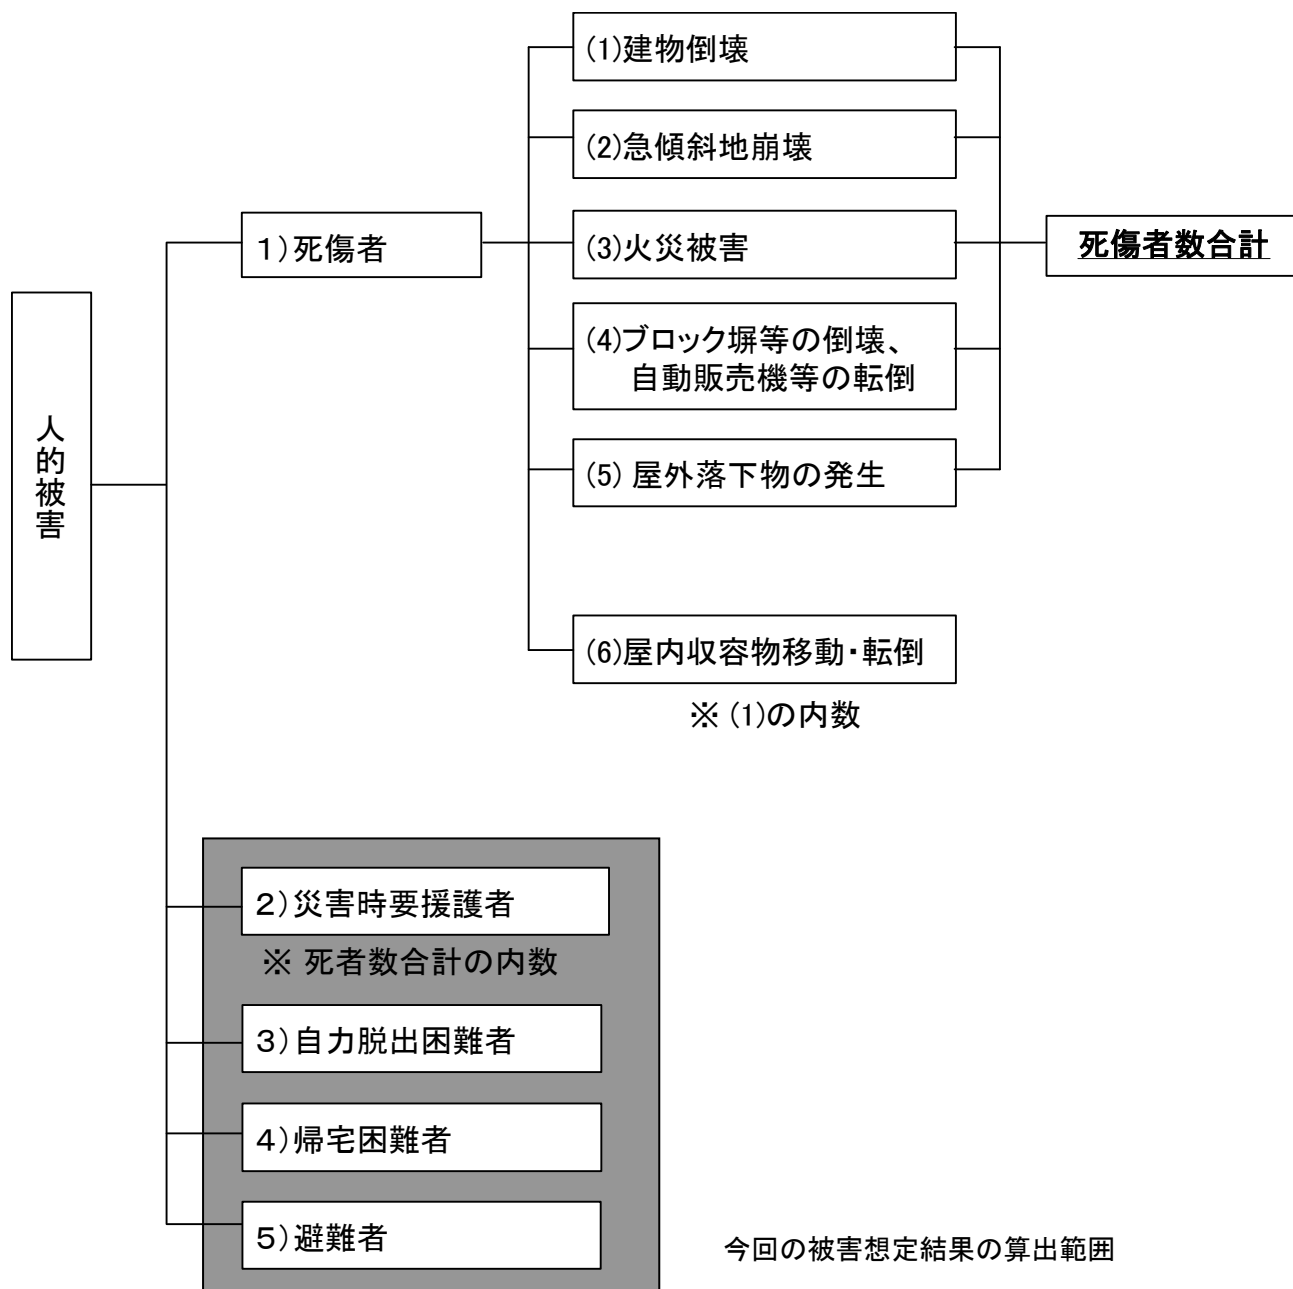 人的被害
1)死傷者
(1)建物倒壊
(2)急傾斜地崩壊
(3)火災被害
(4)ブロック塀等の倒壊、
自動販売機等の転倒
(5) 屋外落下物の発生
(6)屋内収容物移動・転倒
※ (1)の内数
死傷者数合計
2)災害時要援護者
※ 死者数合計の内数
3)自力脱出困難者
4)帰宅困難者
5)避難者
今回の被害想定結果の算出範囲